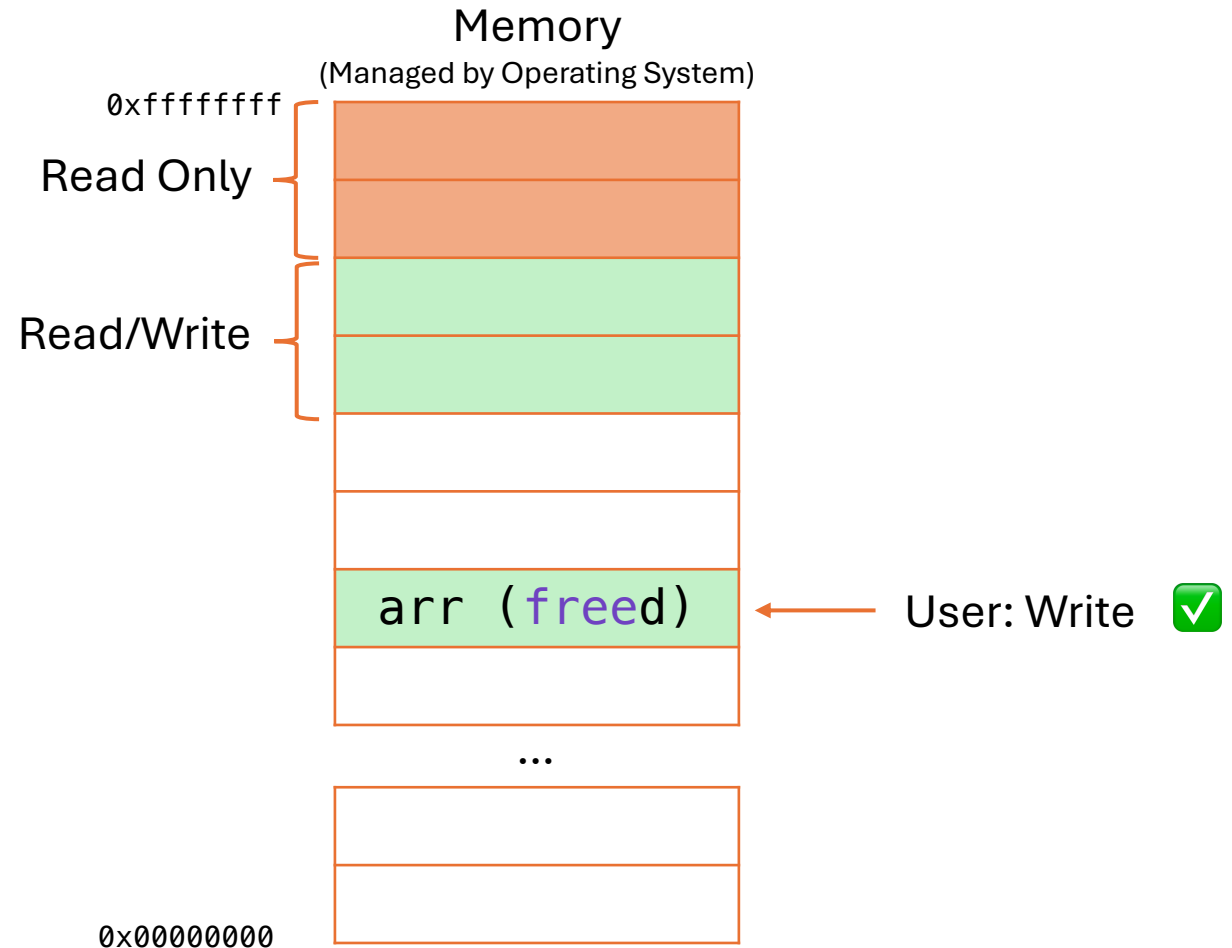 Memory
(Managed by Operating System)
0xffffffff
Read Only
Read/Write
arr (freed)
User: Write ✅
...
0x00000000